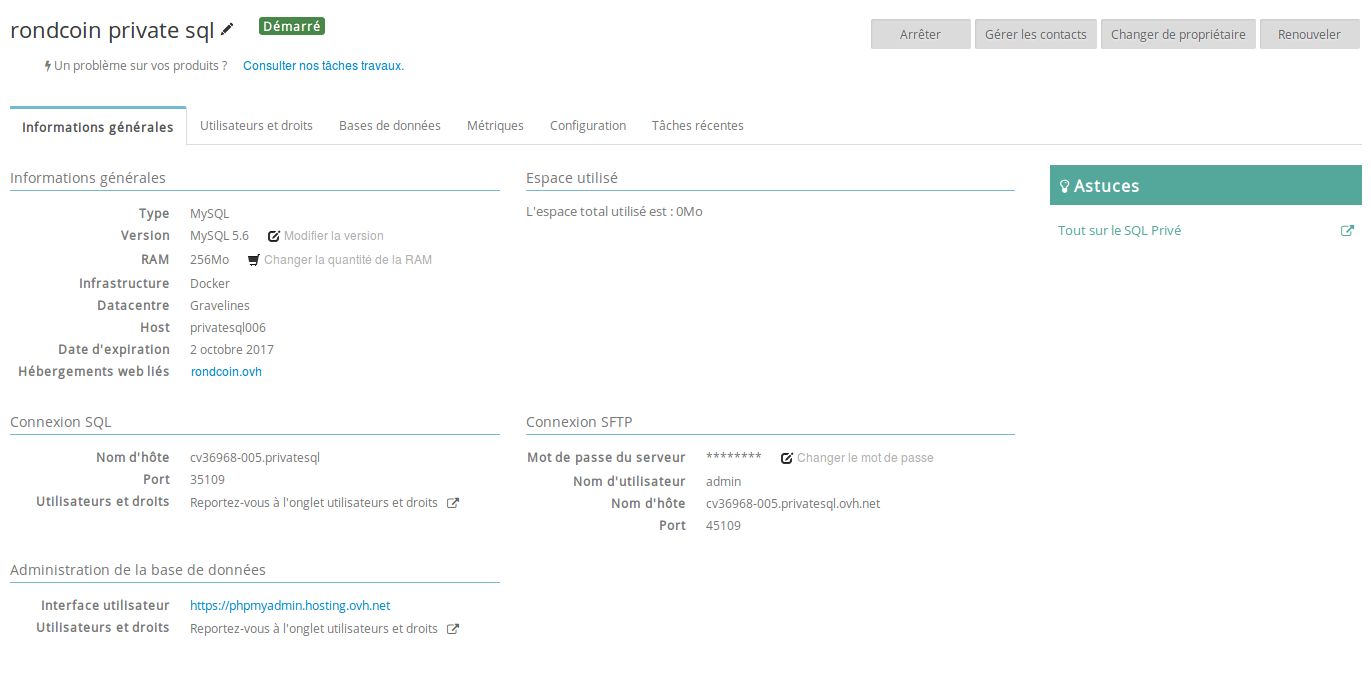 rondcoin private sql Démarré
Arrêter Gérer les contacts Changer de propriétaire Renouveler
Un problème sur vos produits ? Consulter nos tâches travaux.
Informations générales Utilisateurs et droits Bases de données Métriques Configuration Tâches récentes
Informations générales
Type MySQL
Version MySQL 5.6 Modifier la version
RAM 256Mo Changer la quantité de la RAM
Infrastructure Docker
Datacentre Gravelines
Host privatesql006
Date d'expiration 2 octobre 2017
Hébergements web liés rondcoin.ovh
Espace utilisé
L'espace total utilisé est : 0Mo
Astuces
Tout sur le SQL Privé
Connexion SQL
Nom d'hôte cv36968-005.privatesql
Port 35109
Utilisateurs et droits Reportez-vous à l'onglet utilisateurs et droits
Connexion SFTP
Mot de passe du serveur ******** Changer le mot de passe
Nom d'utilisateur admin
Nom d'hôte cv36968-005.privatesql.ovh.net
Port 45109
Administration de la base de données
Interface utilisateur https://phpmyadmin.hosting.ovh.net
Utilisateurs et droits Reportez-vous à l'onglet utilisateurs et droits